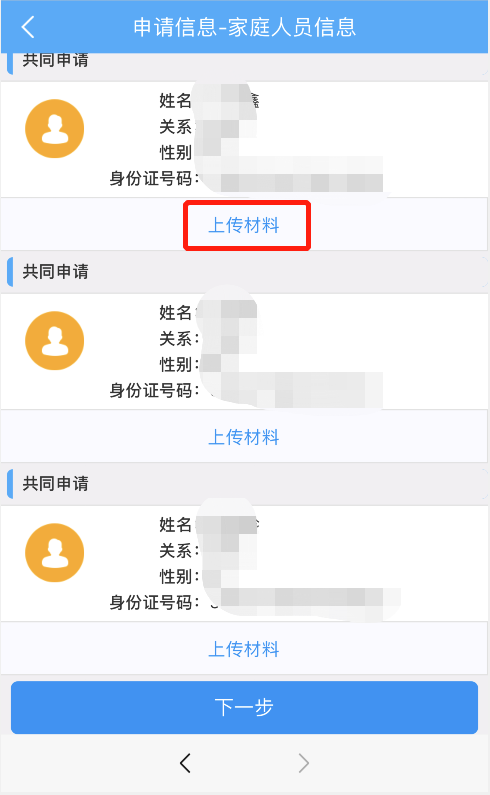 申请信息-家庭人员信息
共同申请
姓名
关系
性别
身份证号码:
上传材料
共同申请
姓名
关系:
性别:
身份证号码:
上传材料
共同申请
姓名
关系:
性别:
身份证号码:
上传材料
下一步